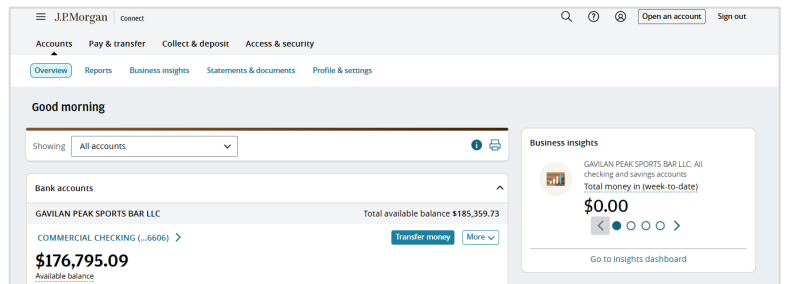 J.P.Morgan | Connect
Open an account
Sign out
Accounts Pay & transfer Collect & deposit Access & security
Overview Reports Business insights Statements & documents Profile & settings
Good morning
Showing All accounts
Bank accounts
GAVILAN PEAK SPORTS BAR LLC Total available balance $185,359.73
COMMERCIAL CHECKING (...6606) Transfer money More
$176,795.09
Available balance
Business insights
GAVILAN PEAK SPORTS BAR LLC: All
checking and savings accounts
Total money in (week-to-date)
$0.00
Go to insights dashboard